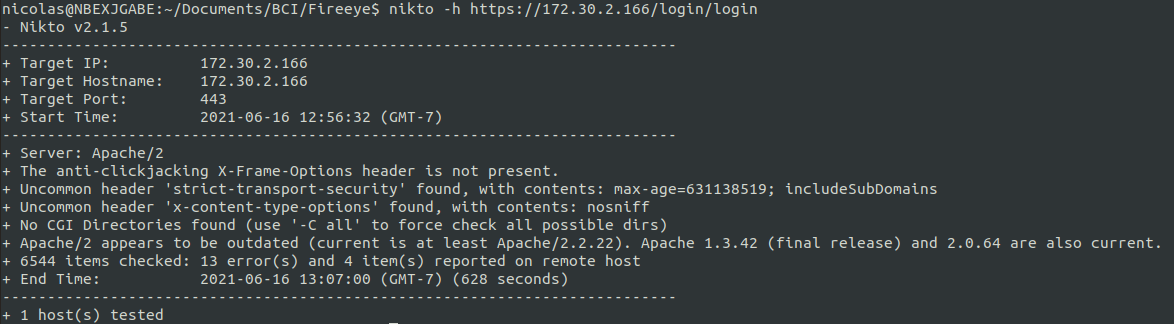 nicolas@NBEXJGABE:~/Documents/BCI/Fireeye$ nikto -h https://172.30.2.166/login/login
- Nikto v2.1.5
---------------------------------------------------------------------------
+ Target IP:          172.30.2.166
+ Target Hostname:    172.30.2.166
+ Target Port:        443
+ Start Time:         2021-06-16 12:56:32 (GMT-7)
---------------------------------------------------------------------------
+ Server: Apache/2
+ The anti-clickjacking X-Frame-Options header is not present.
+ Uncommon header 'strict-transport-security' found, with contents: max-age=631138519; includeSubDomains
+ Uncommon header 'x-content-type-options' found, with contents: nosniff
+ No CGI Directories found (use '-C all' to force check all possible dirs)
+ Apache/2 appears to be outdated (current is at least Apache/2.2.22). Apache 1.3.42 (final release) and 2.0.64 are also current.
+ 6544 items checked: 13 error(s) and 4 item(s) reported on remote host
+ End Time:           2021-06-16 13:07:00 (GMT-7) (628 seconds)
---------------------------------------------------------------------------
+ 1 host(s) tested